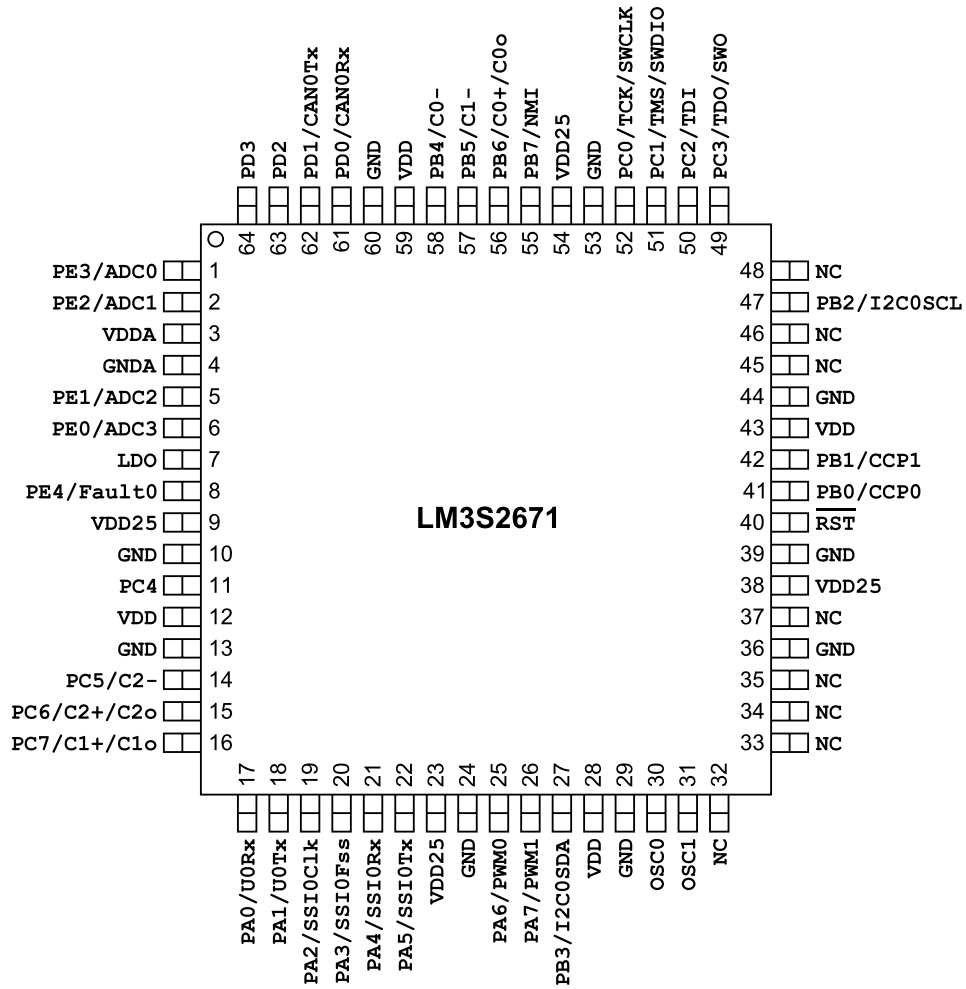 PD3
PD2
PD1/CAN0Tx
PD0/CAN0Rx
GND
VDD
PB4/C0-
PB5/C1-
PB6/C0+/C0o
PB7/NMI
VDD25
GND
PC0/TCK/SWCLK
PC1/TMS/SWDIO
PC2/TDI
PC3/TDO/SWO
64
63
62
61
60
59
58
57
56
55
54
53
52
51
50
49
PE3/ADC0 1
PE2/ADC1 2
VDDA 3
GNDA 4
PE1/ADC2 5
PE0/ADC3 6
LDO 7
PE4/Fault0 8
VDD25 9
GND 10
PC4 11
VDD 12
GND 13
PC5/C2- 14
PC6/C2+/C2o 15
PC7/C1+/C1o 16
LM3S2671
48 NC
47 PB2/I2C0SCL
46 NC
45 NC
44 GND
43 VDD
42 PB1/CCP1
41 PB0/CCP0
40 RST
39 GND
38 VDD25
37 NC
36 GND
35 NC
34 NC
33 NC
17
18
19
20
21
22
23
24
25
26
27
28
29
30
31
32
PA0/U0Rx
PA1/U0Tx
PA2/SSI0Clk
PA3/SSI0Fss
PA4/SSI0Rx
PA5/SSI0Tx
VDD25
GND
PA6/PWM0
PA7/PWM1
PB3/I2C0SDA
VDD
GND
OSC0
OSC1
NC